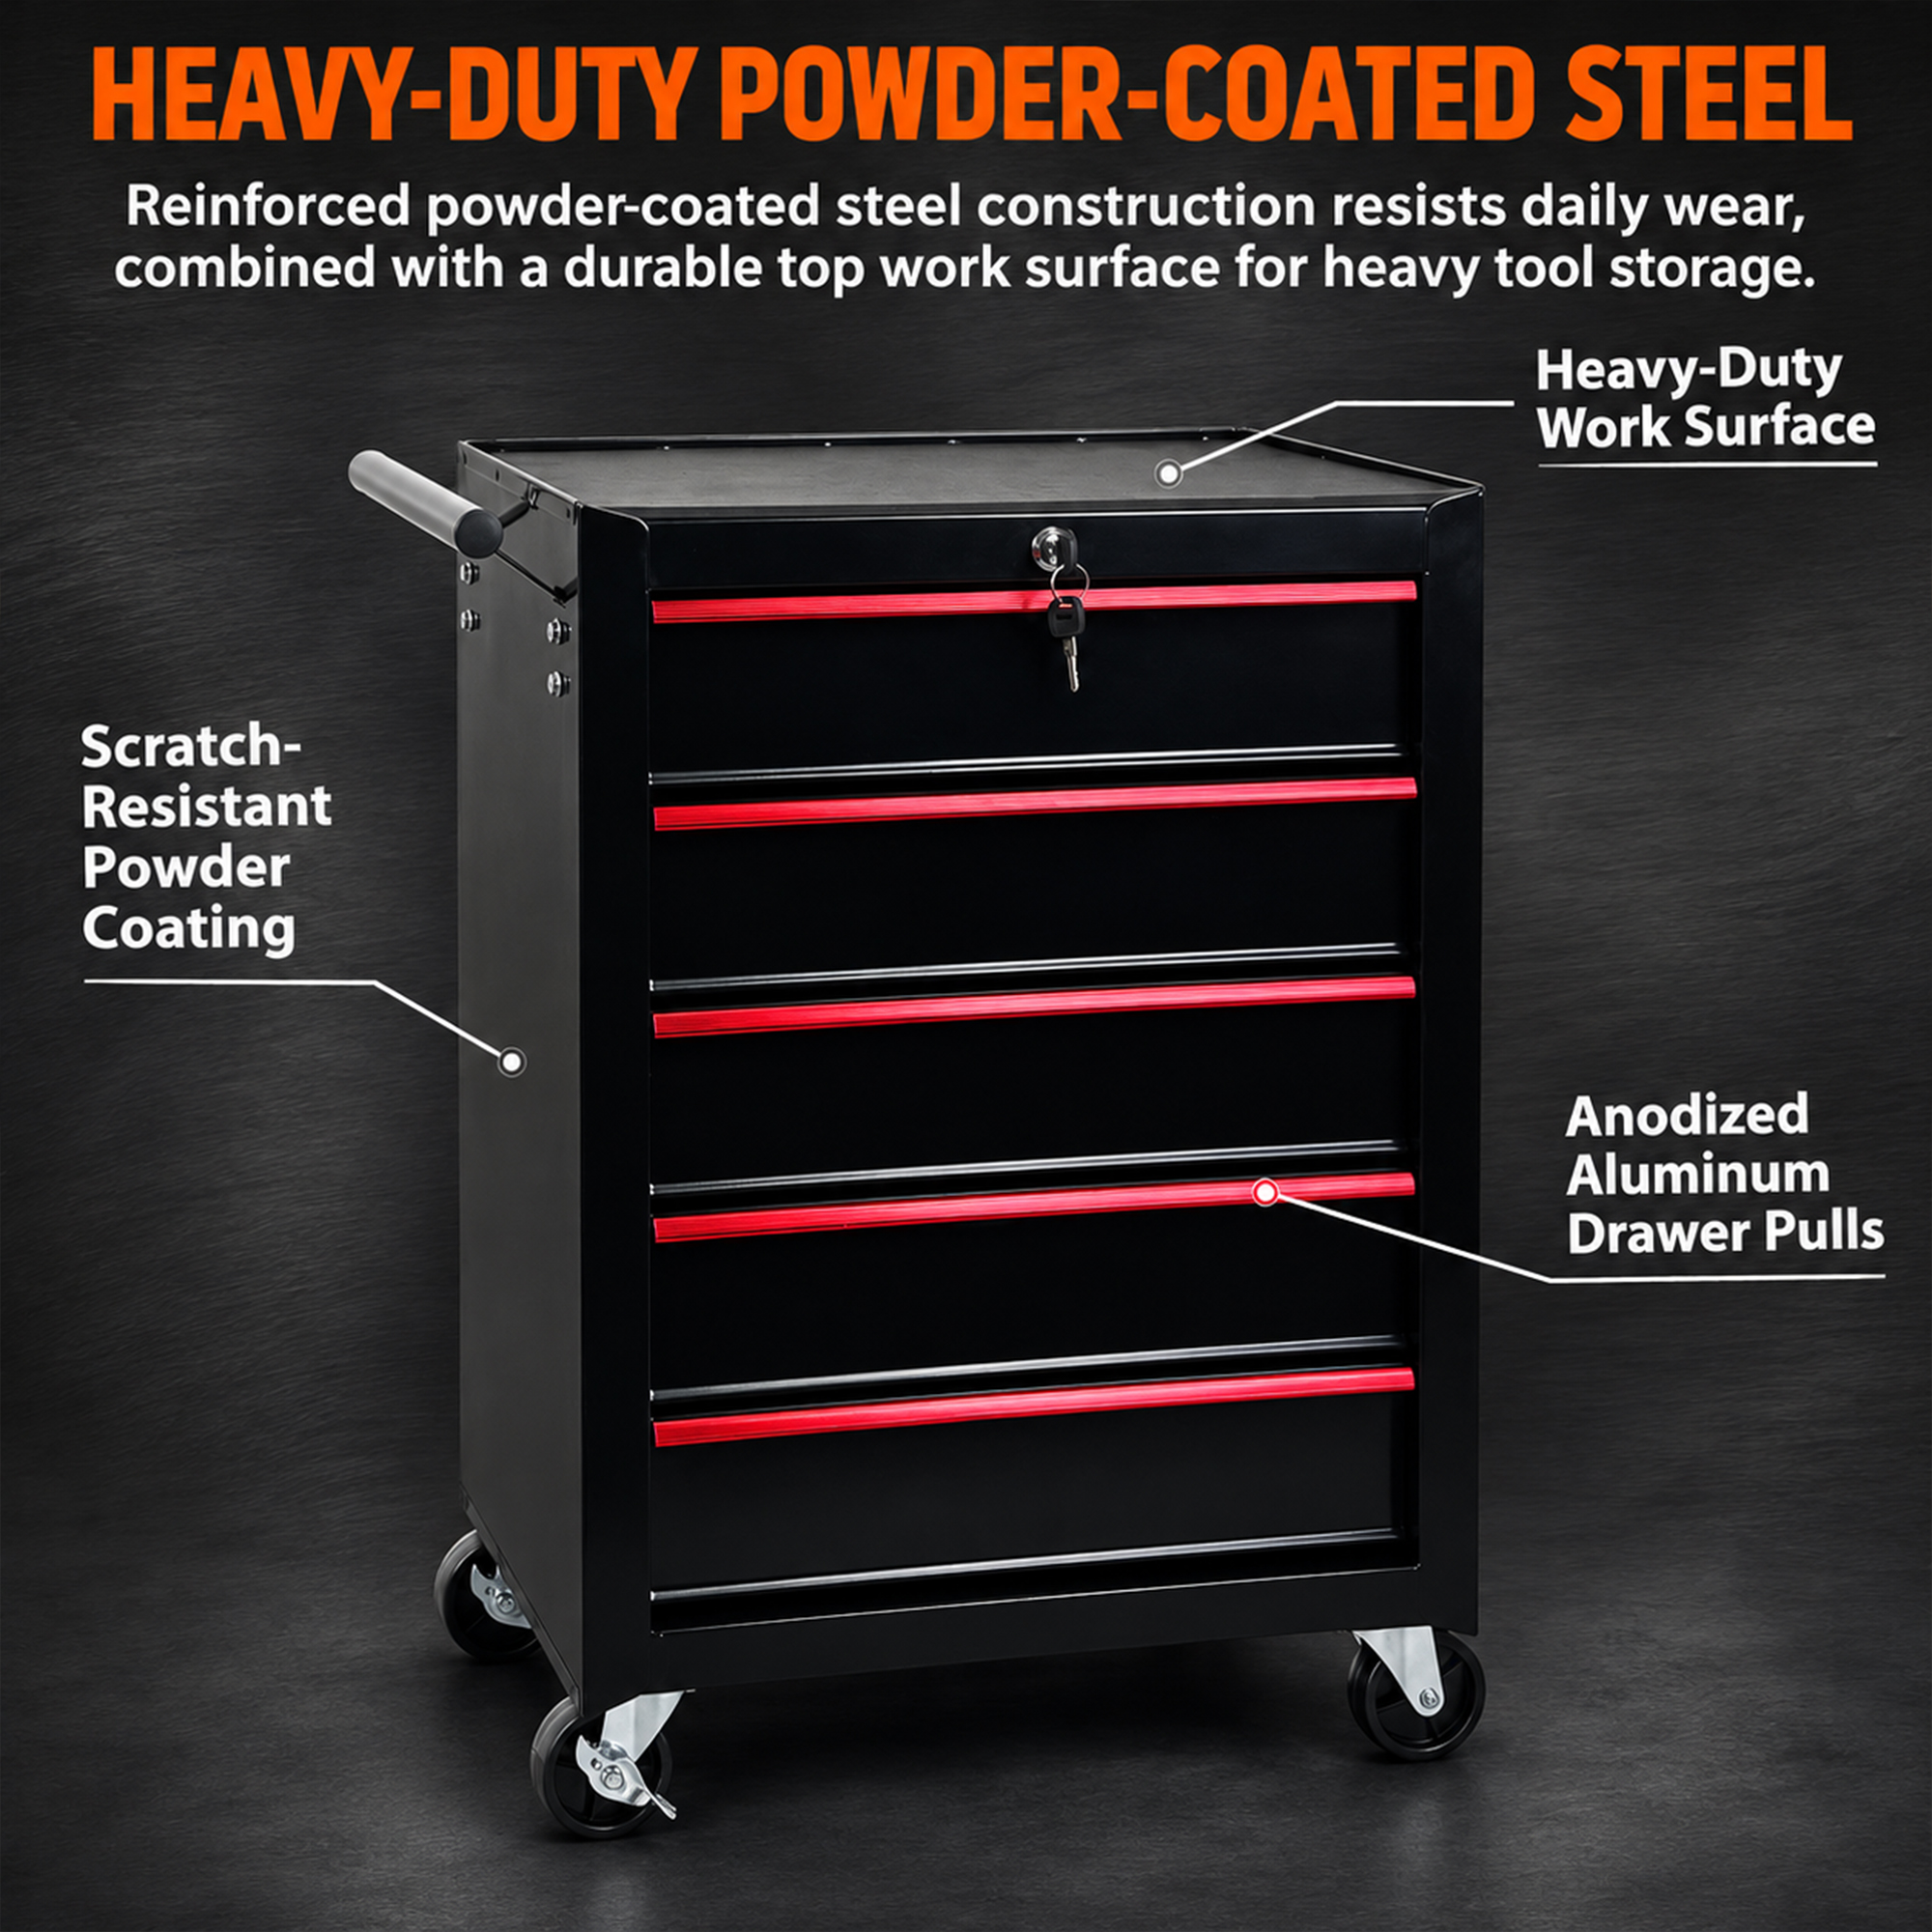 HEAVY-DUTY POWDER-COATED STEEL
Reinforced powder-coated steel construction resists daily wear,
combined with a durable top work surface for heavy tool storage.
Heavy-Duty
Work Surface
Scratch-
Resistant
Powder
Coating
Anodized
Aluminum
Drawer Pulls